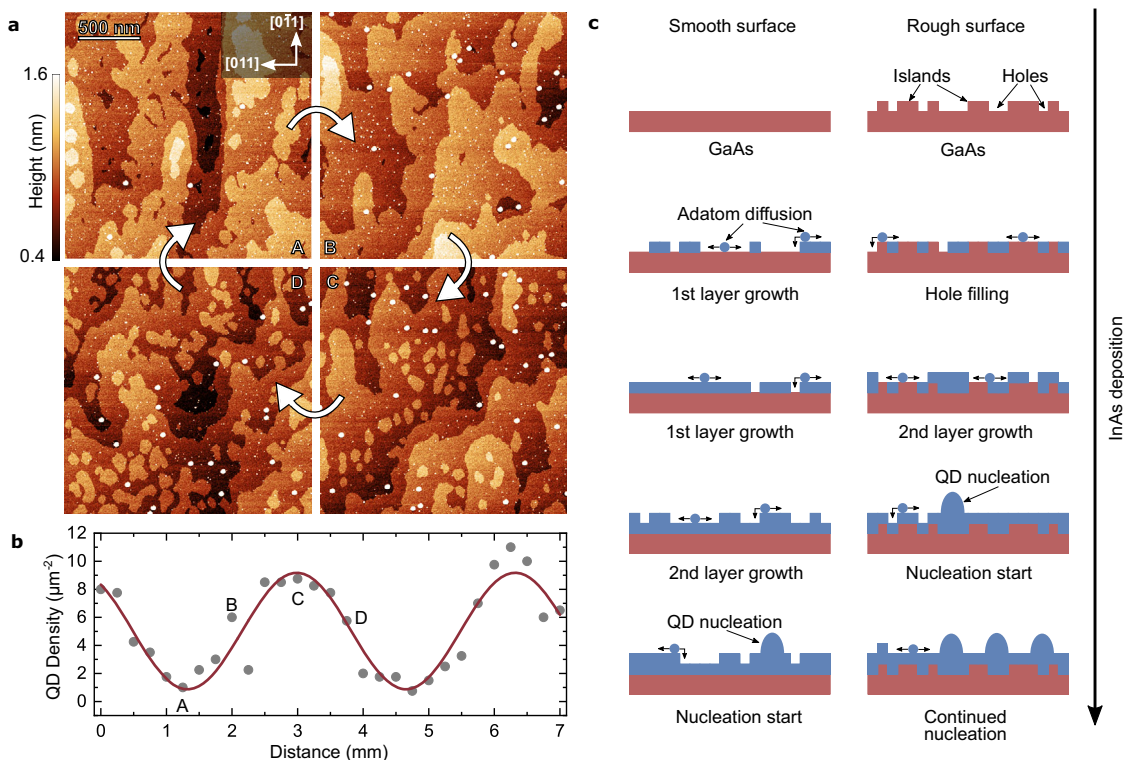 a
500 nm
[01̄1]
[011]
1.6
Height (nm)
0.4
A
B
D
C
b
QD Density (µm⁻²)
12
10
8
6
4
2
0
A
B
C
D
0 1 2 3 4 5 6 7
Distance (mm)
c
Smooth surface
Rough surface
Islands
Holes
GaAs
GaAs
Adatom diffusion
1st layer growth
Hole filling
1st layer growth
2nd layer growth
QD nucleation
2nd layer growth
Nucleation start
QD nucleation
Nucleation start
Continued
nucleation
InAs deposition